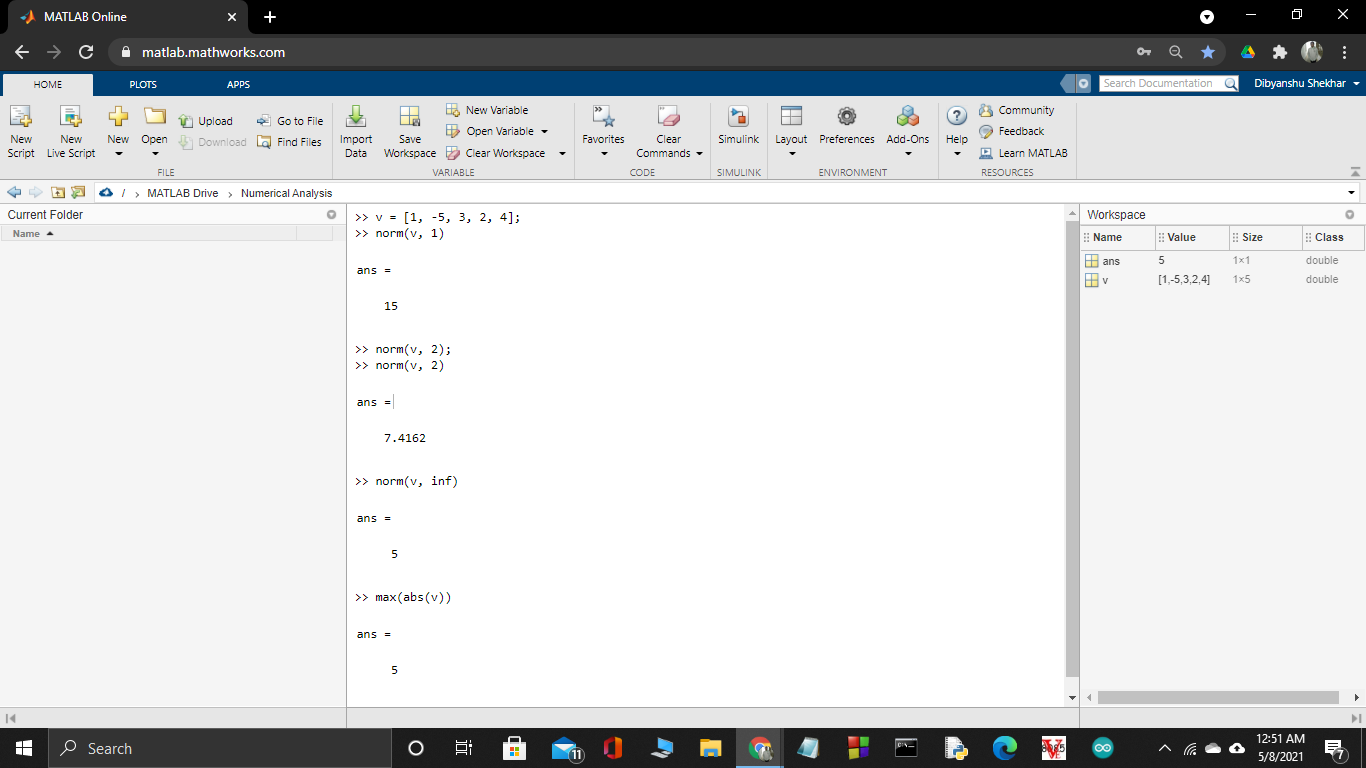 MATLAB Online
matlab.mathworks.com
HOME PLOTS APPS
Search Documentation
Dibyanshu Shekhar
New Script
New Live Script
New
Open
Upload
Download
Go to File
Find Files
FILE
Import Data
Save Workspace
New Variable
Open Variable
Clear Workspace
VARIABLE
Favorites
Clear Commands
CODE
Simulink
SIMULINK
Layout
Preferences
Add-Ons
ENVIRONMENT
Help
Community
Feedback
Learn MATLAB
RESOURCES
/ > MATLAB Drive > Numerical Analysis
Current Folder
Name
>> v = [1, -5, 3, 2, 4];
>> norm(v, 1)
ans =
15
>> norm(v, 2);
>> norm(v, 2)
ans =
7.4162
>> norm(v, inf)
ans =
5
>> max(abs(v))
ans =
5
Workspace
Name Value Size Class
ans 5 1×1 double
v [1,-5,3,2,4] 1×5 double
Search
11
12:51 AM
5/8/2021
7